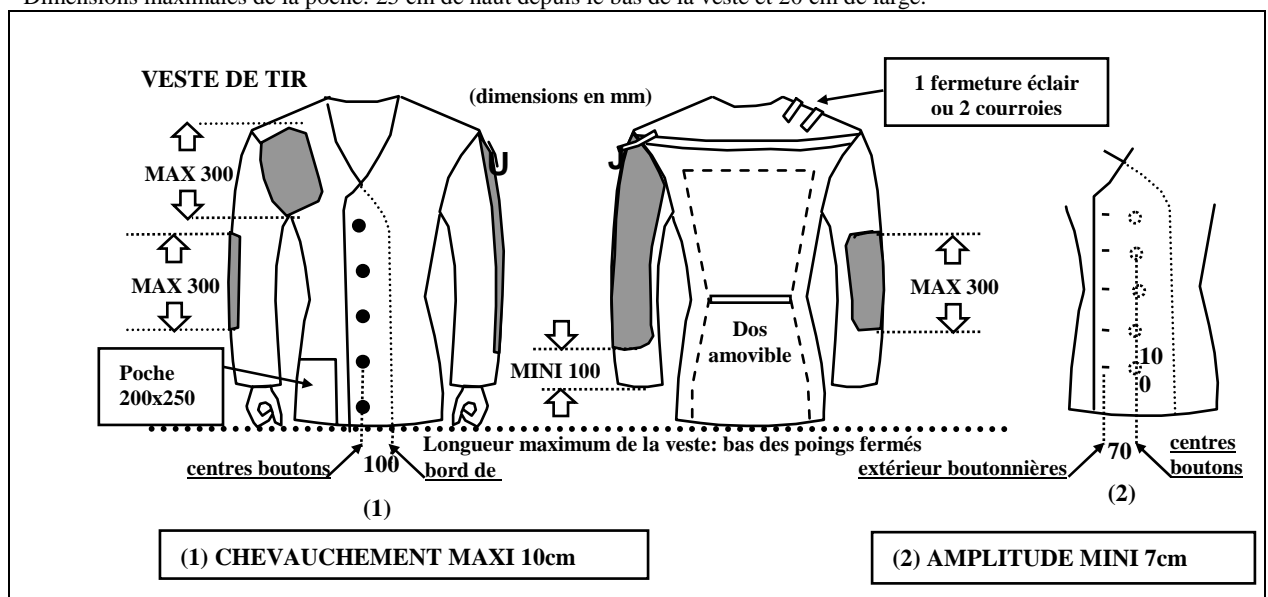 Dimensions maximales de la poche: 25 cm de haut depuis le bas de la veste et 20 cm de large.
VESTE DE TIR
(dimensions en mm)
1 fermeture éclair
ou 2 courroies
MAX 300
MAX 300
MAX 300
MINI 100
Dos
amovible
Poche
200x250
10
0
Longueur maximum de la veste: bas des poings fermés
centres boutons
100
bord de
extérieur boutonnières
70
centres
boutons
(1)
(2)
(1) CHEVAUCHEMENT MAXI 10cm
(2) AMPLITUDE MINI 7cm